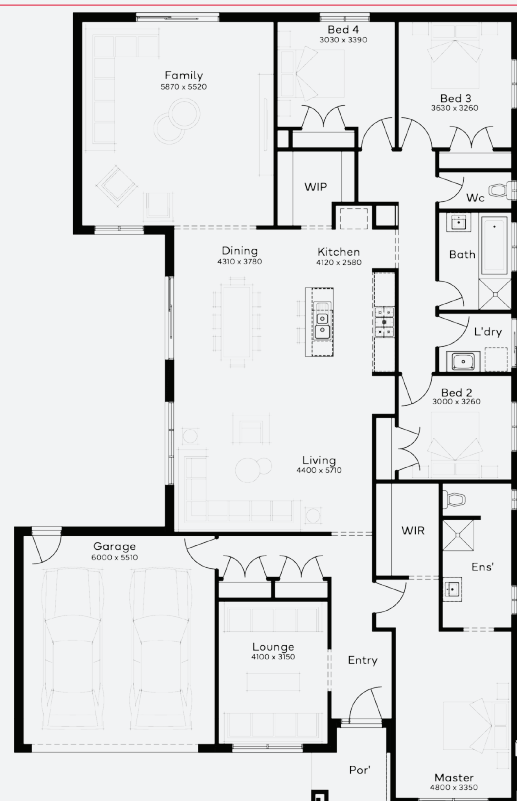 Bed 4
3030 x 3390
Family
5870 x 5520
Bed 3
3630 x 3260
WIP
Wc
Dining
4310 x 3780
Kitchen
4120 x 2580
Bath
L'dry
Bed 2
3000 x 3260
Living
4400 x 5710
WIR
Garage
6000 x 5510
Ens'
Lounge
4100 x 3150
Entry
Por'
Master
4800 x 3350